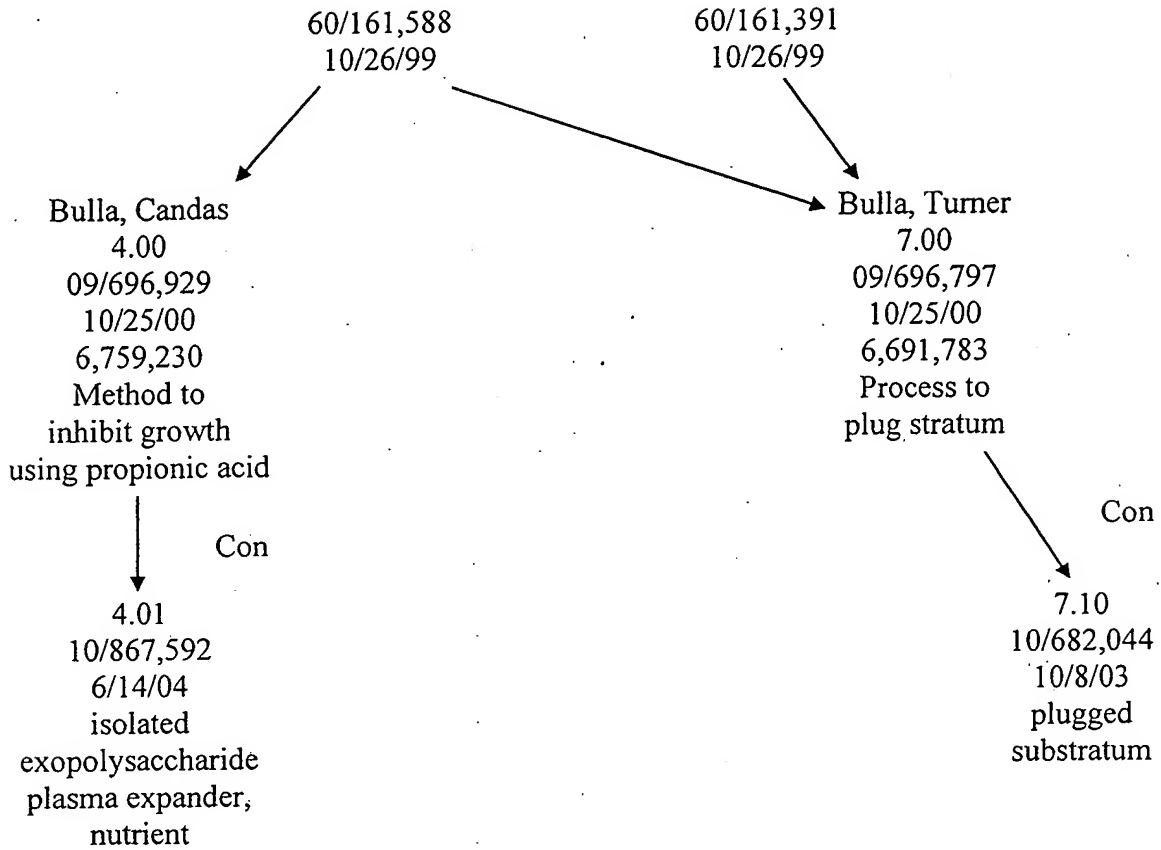 60/161,588
10/26/99
60/161,391
10/26/99
Bulla, Candas
4.00
09/696,929
10/25/00
6,759,230
Method to
inhibit growth
using propionic acid
Bulla, Turner
7.00
09/696,797
10/25/00
6,691,783
Process to
plug stratum
Con
Con
4.01
10/867,592
6/14/04
isolated
exopolysaccharide
plasma expander,
nutrient
7.10
10/682,044
10/8/03
plugged
substratum